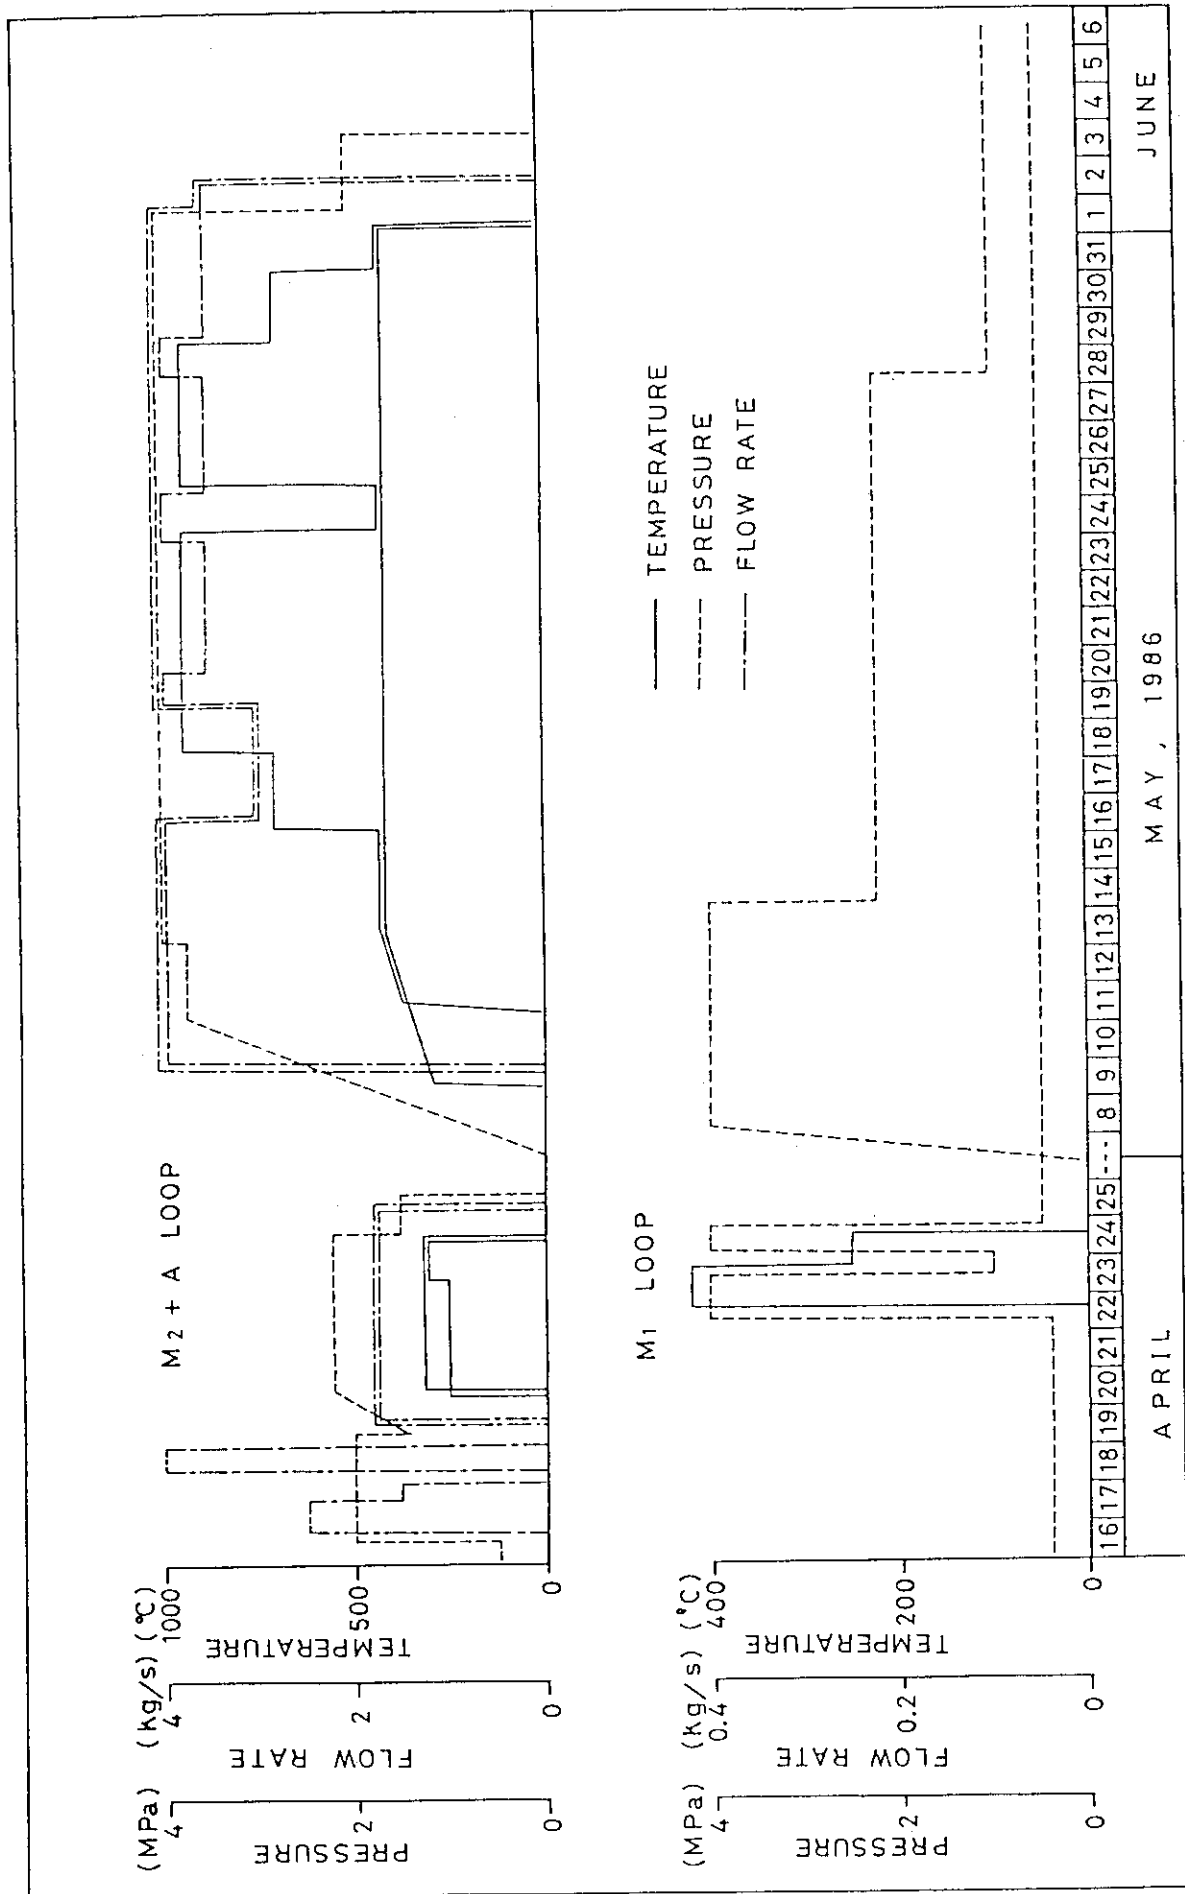 M2 + A LOOP
(MPa)
4
2
0
PRESSURE
(kg/s)
4
2
0
FLOW RATE
(°C)
1000
500
0
TEMPERATURE
TEMPERATURE
PRESSURE
FLOW RATE
M1 LOOP
(MPa)
4
2
0
PRESSURE
(kg/s)
0.4
0.2
0
FLOW RATE
(°C)
400
200
0
TEMPERATURE
16 17 18 19 20 21 22 23 24 25 --- 8 9 10 11 12 13 14 15 16 17 18 19 20 21 22 23 24 25 26 27 28 29 30 31 1 2 3 4 5 6
APRIL MAY, 1986 JUNE